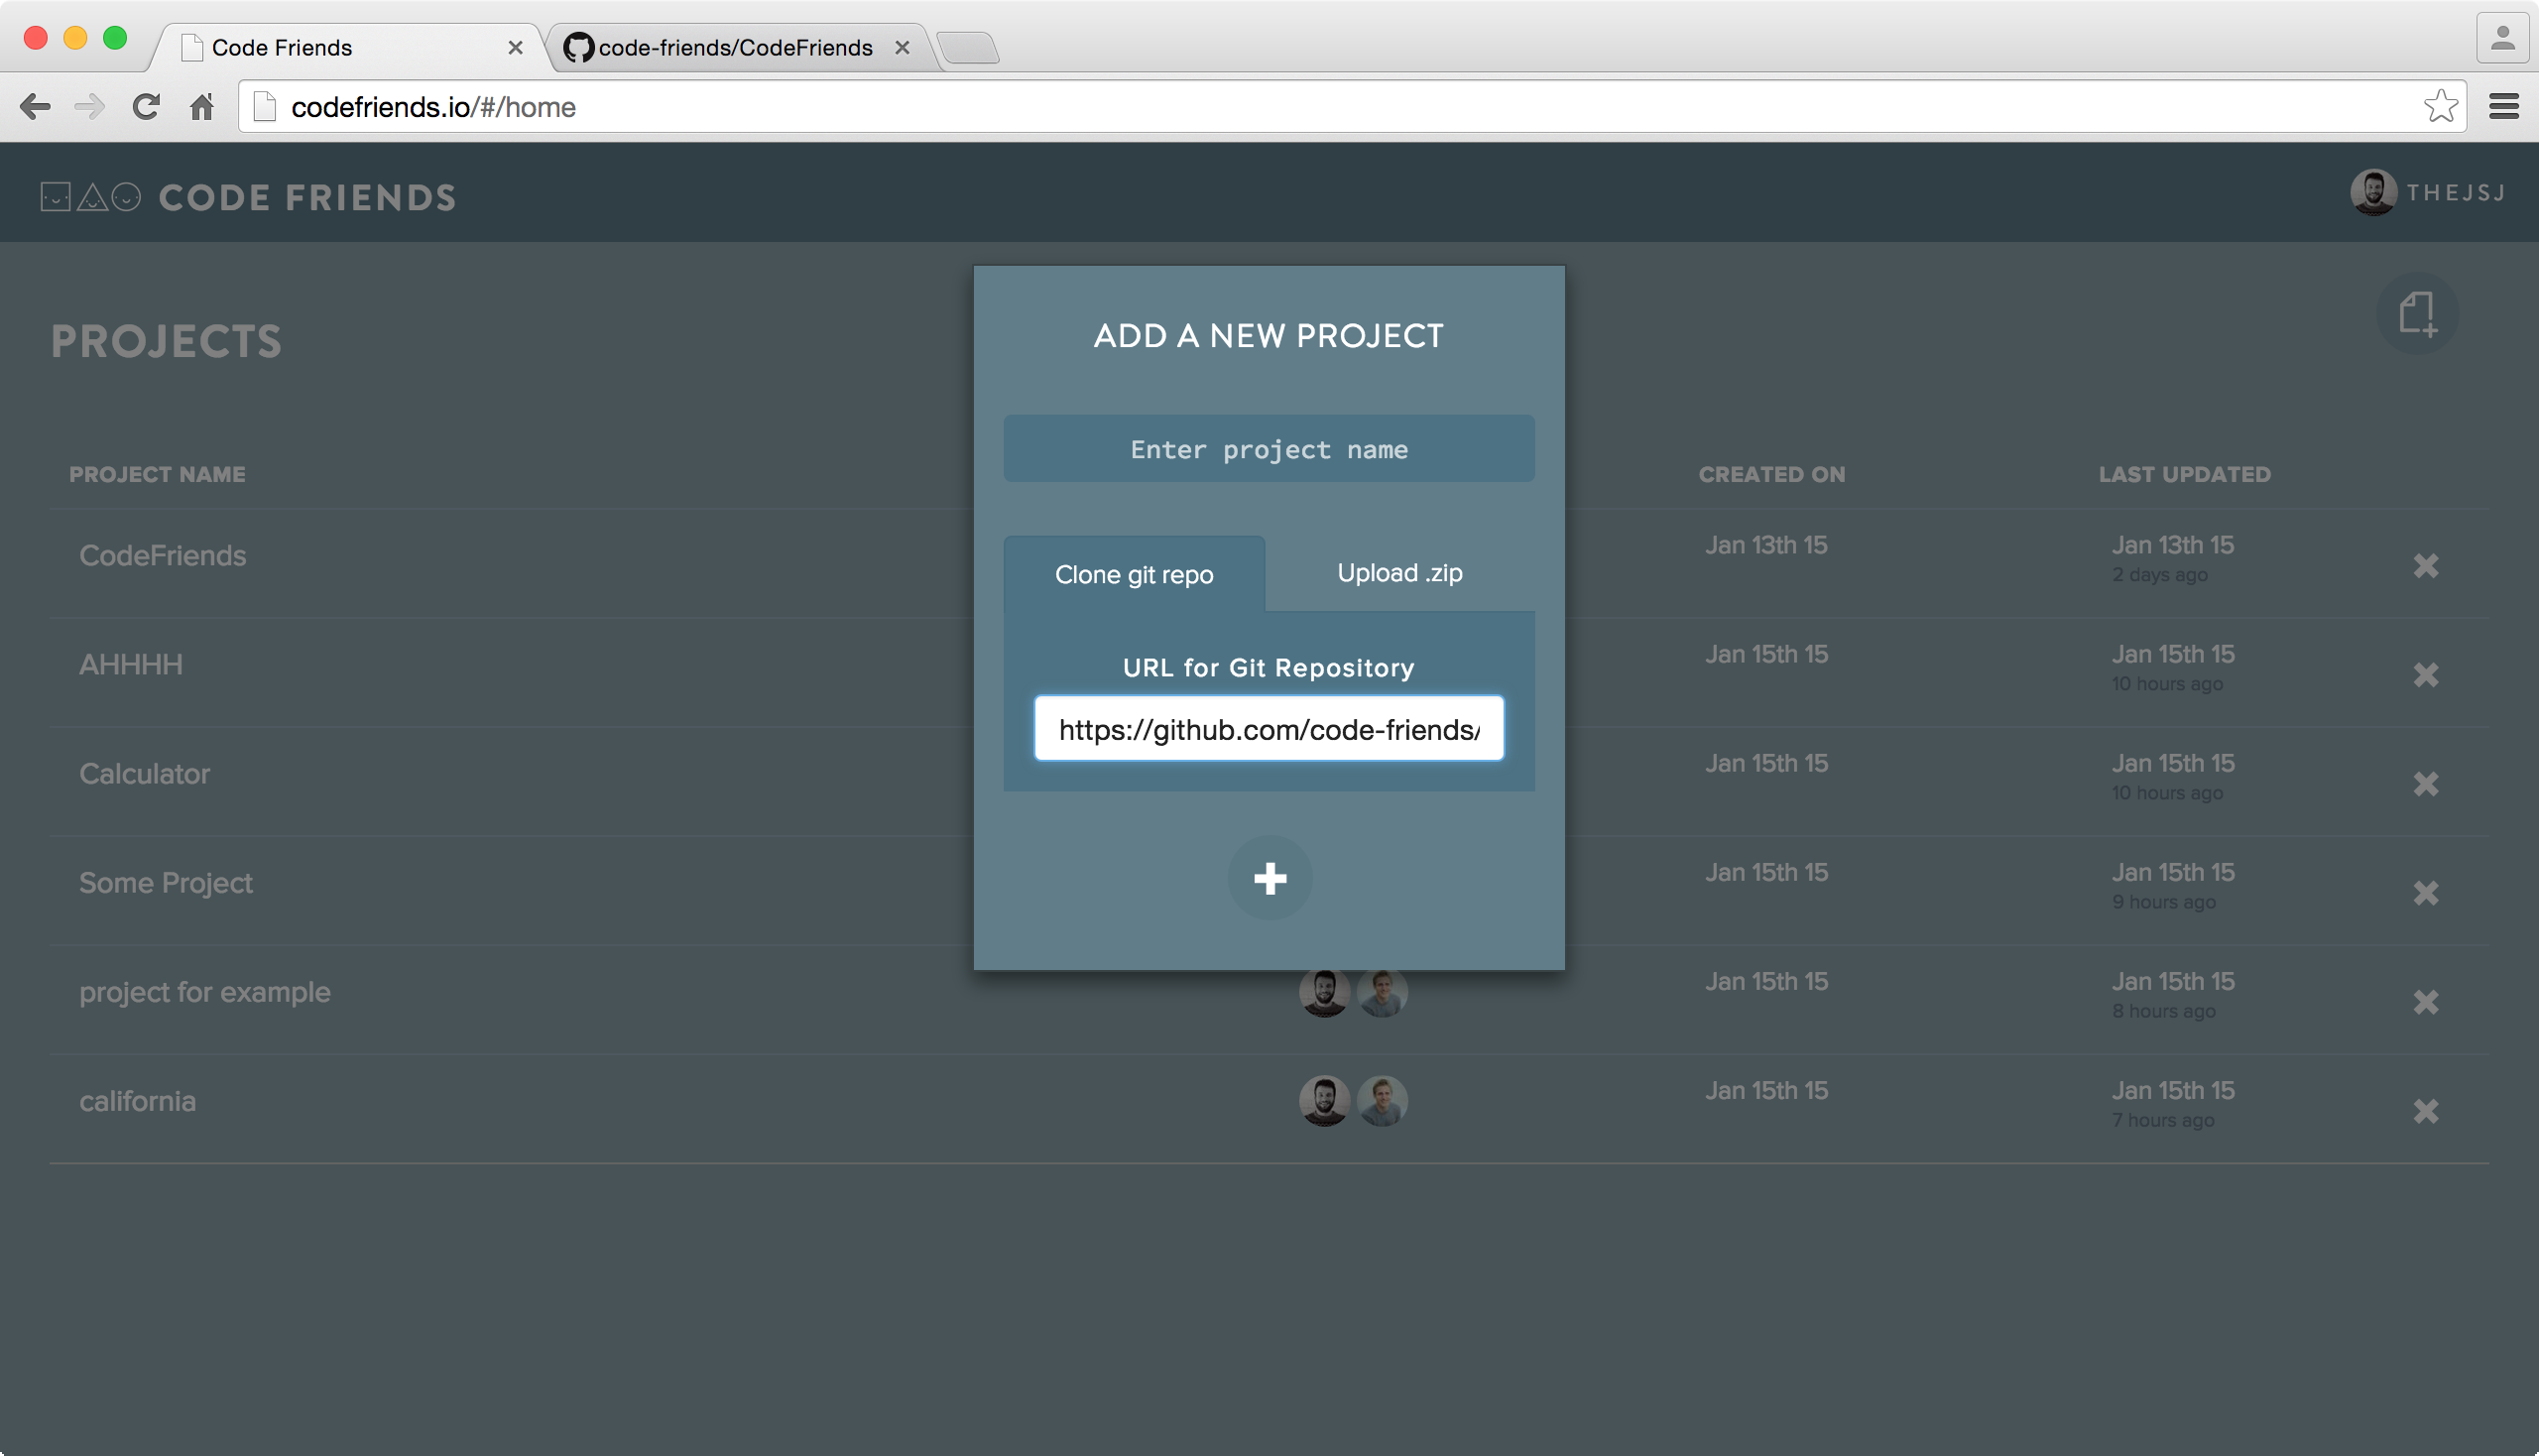 Code Friends
code-friends/CodeFriends
codefriends.io/#/home
CODE FRIENDS
THEJSJ
PROJECTS
PROJECT NAME
CREATED ON
LAST UPDATED
CodeFriends
Jan 13th 15
Jan 13th 15
2 days ago
AHHHH
Jan 15th 15
Jan 15th 15
10 hours ago
Calculator
Jan 15th 15
Jan 15th 15
10 hours ago
Some Project
Jan 15th 15
Jan 15th 15
9 hours ago
project for example
Jan 15th 15
Jan 15th 15
8 hours ago
california
Jan 15th 15
Jan 15th 15
7 hours ago
ADD A NEW PROJECT
Enter project name
Clone git repo
Upload .zip
URL for Git Repository
https://github.com/code-friends/